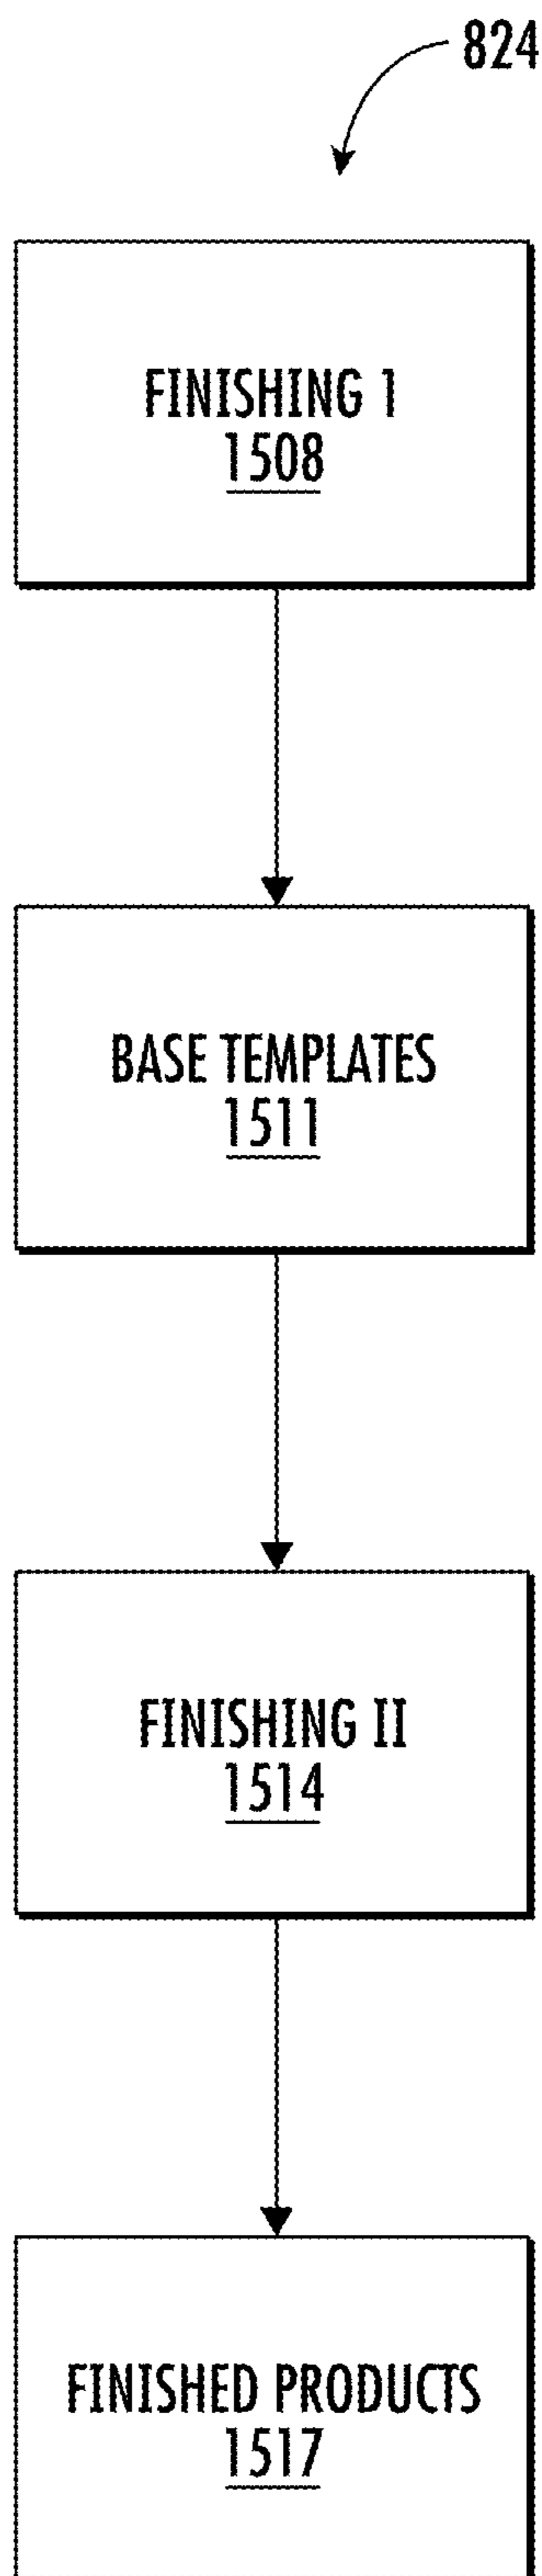 824
FINISHING 1
1508
BASE TEMPLATES
1511
FINISHING II
1514
FINISHED PRODUCTS
1517